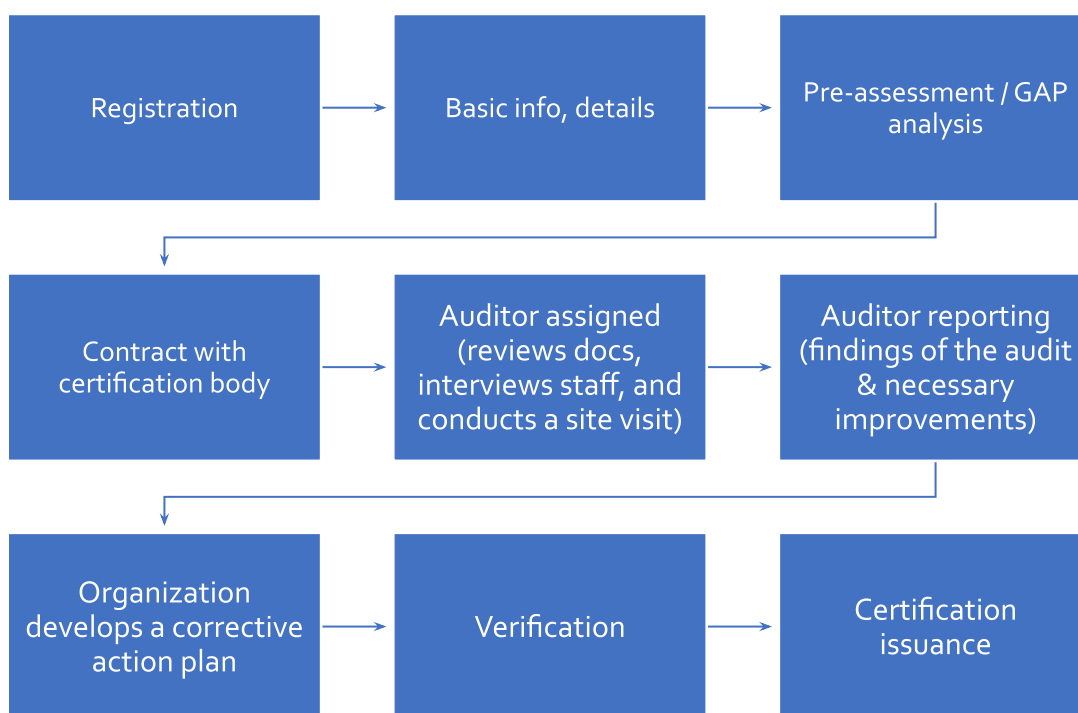 Registration
Basic info, details
Pre-assessment / GAP
analysis
Contract with
certification body
Auditor assigned
(reviews docs,
interviews staff, and
conducts a site visit)
Auditor reporting
(findings of the audit
& necessary
improvements)
Organization
develops a corrective
action plan
Verification
Certification
issuance